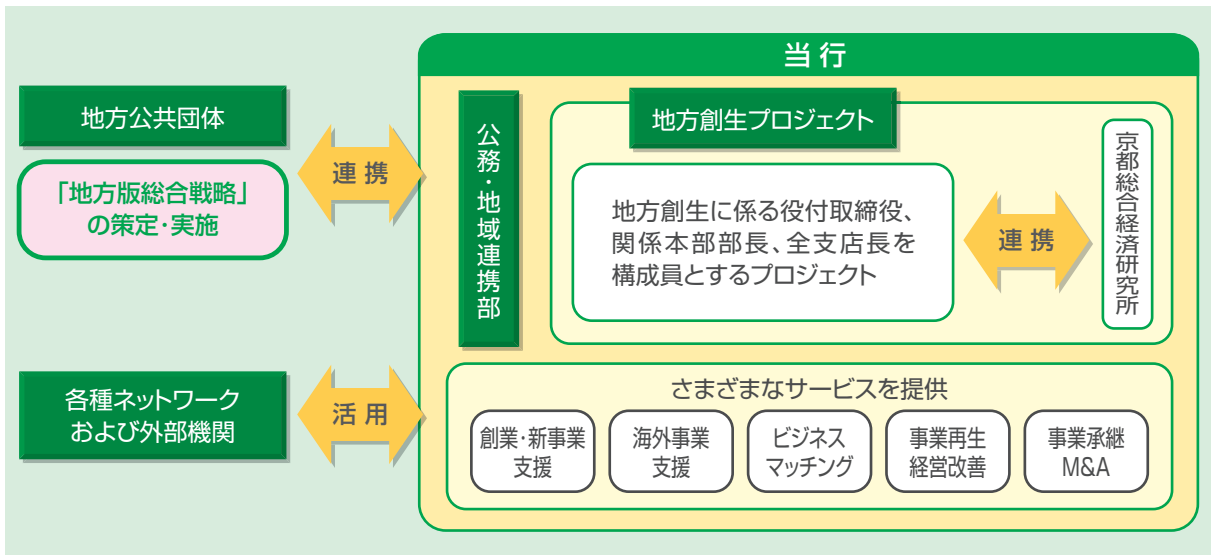 当行
地方公共団体
「地方版総合戦略」
の策定・実施
連携
公務・地域連携部
地方創生プロジェクト
地方創生に係る役付取締役、
関係本部部長、全支店長を
構成員とするプロジェクト
連携
京都総合経済研究所
各種ネットワーク
および外部機関
活用
さまざまなサービスを提供
創業・新事業
支援
海外事業
支援
ビジネス
マッチング
事業再生
経営改善
事業承継
M&A